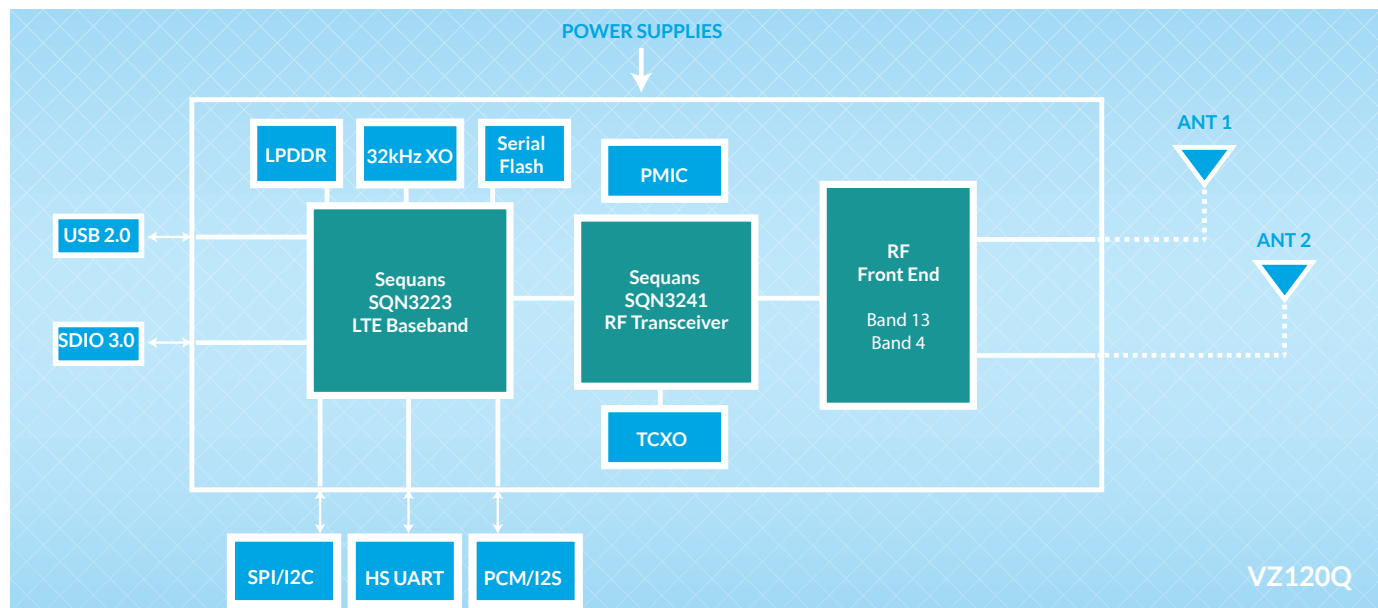 POWER SUPPLIES
ANT 1
LPDDR
32kHz XO
Serial
Flash
PMIC
USB 2.0
ANT 2
Sequans
SQN3223
LTE Baseband
Sequans
SQN3241
RF Transceiver
RF
Front End
Band 13
Band 4
SDIO 3.0
TCXO
SPI/I2C
HS UART
PCM/I2S
VZ120Q